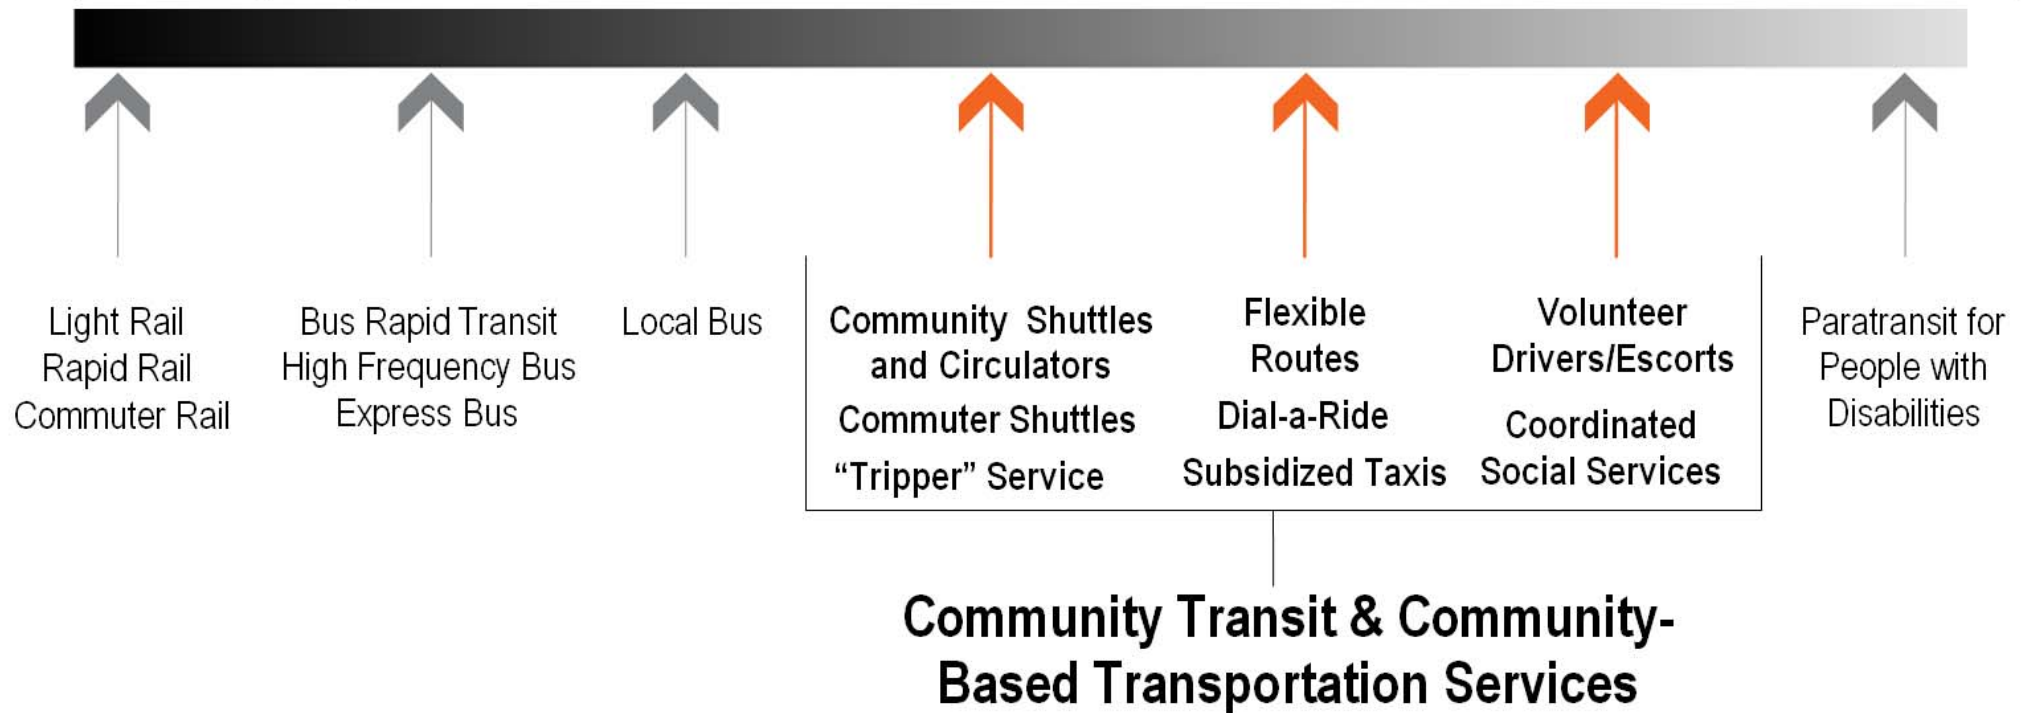 Light Rail
Rapid Rail
Commuter Rail
Bus Rapid Transit
High Frequency Bus
Express Bus
Local Bus
Community Shuttles
and Circulators
Commuter Shuttles
“Tripper” Service
Flexible
Routes
Dial-a-Ride
Subsidized Taxis
Volunteer
Drivers/Escorts
Coordinated
Social Services
Paratransit for
People with
Disabilities
Community Transit & Community-
Based Transportation Services